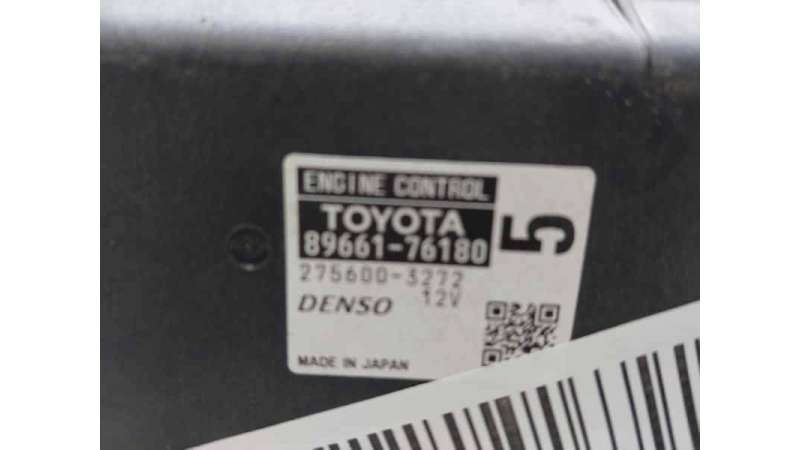 ENGINE CONTROL
TOYOTA
89661-76180
5
275600-3272
12V
DENSO
MADE IN JAPAN